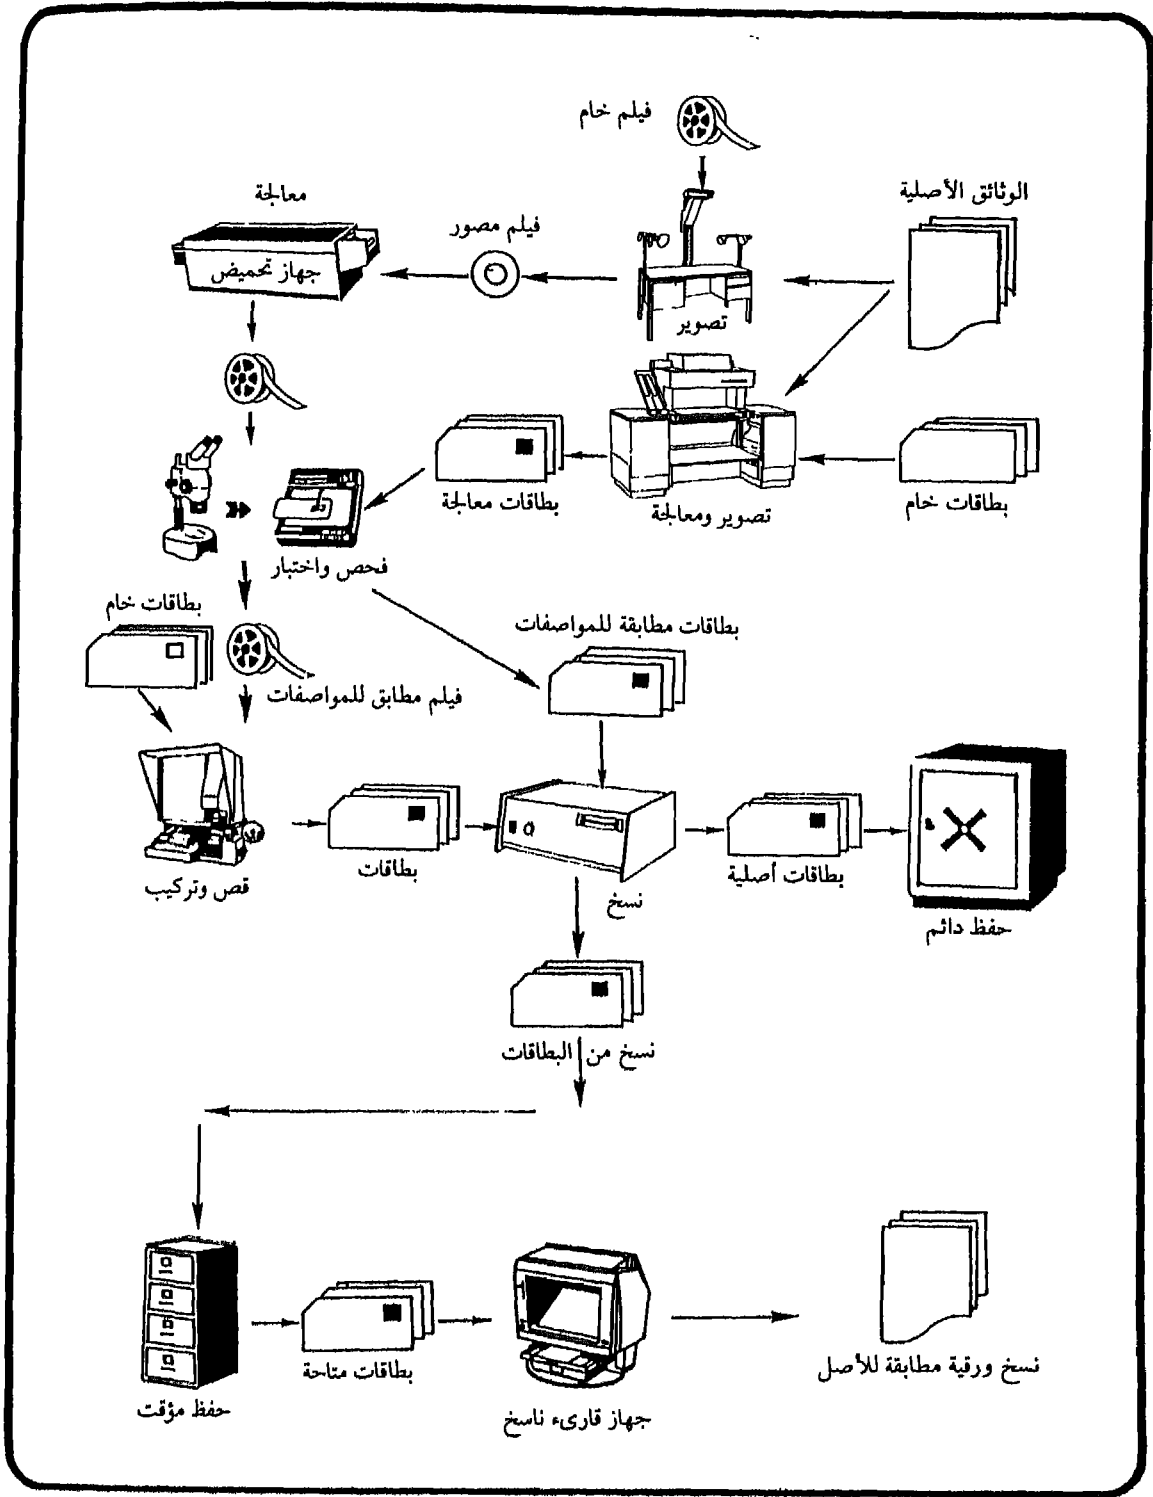 فيلم خام
الوثائق الأصلية
معالجة
فيلم مصور
جهاز تحميض
تصوير
بطاقات خام
تصوير ومعالجة
بطاقات معالجة
فحص واختبار
بطاقات خام
بطاقات مطابقة للمواصفات
فيلم مطابق للمواصفات
قص وتركيب
بطاقات
نسخ
بطاقات أصلية
حفظ دائم
نسخ من البطاقات
حفظ مؤقت
بطاقات متاحة
جهاز قارىء ناسخ
نسخ ورقية مطابقة للأصل